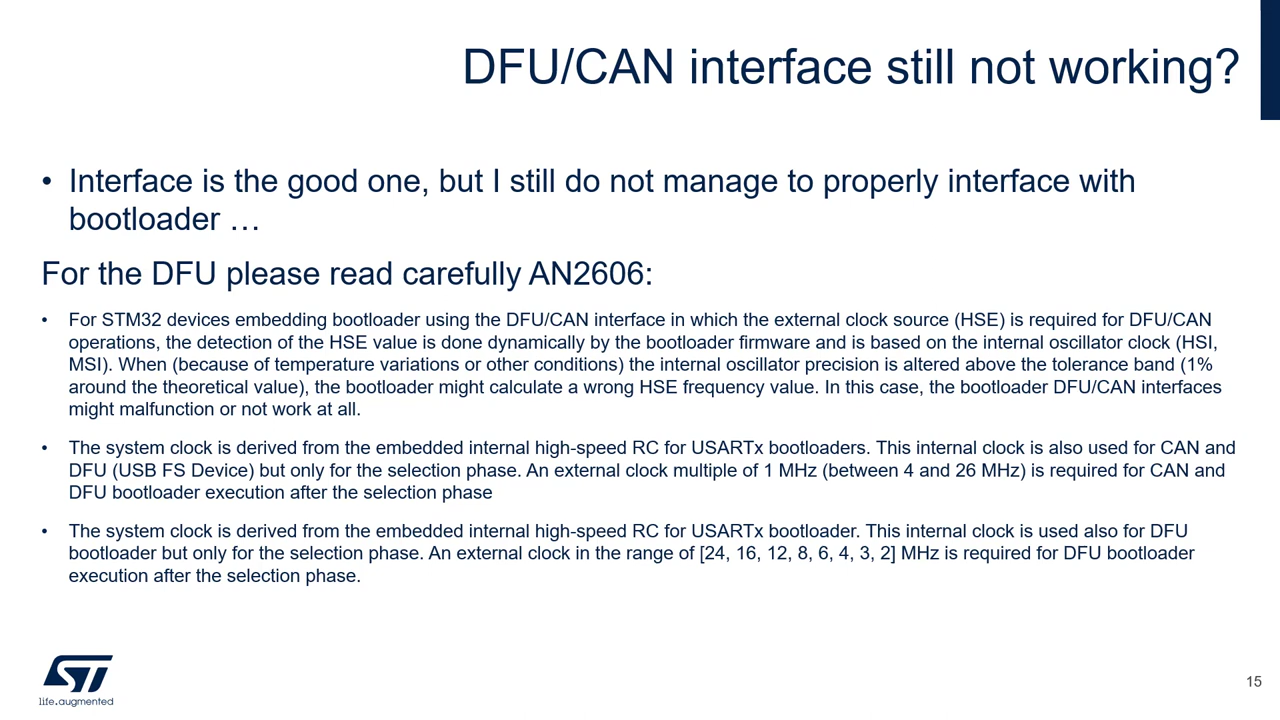 DFU/CAN interface still not working?
• Interface is the good one, but I still do not manage to properly interface with
bootloader …
For the DFU please read carefully AN2606:
• For STM32 devices embedding bootloader using the DFU/CAN interface in which the external clock source (HSE) is required for DFU/CAN
operations, the detection of the HSE value is done dynamically by the bootloader firmware and is based on the internal oscillator clock (HSI,
MSI). When (because of temperature variations or other conditions) the internal oscillator precision is altered above the tolerance band (1%
around the theoretical value), the bootloader might calculate a wrong HSE frequency value. In this case, the bootloader DFU/CAN interfaces
might malfunction or not work at all.
• The system clock is derived from the embedded internal high-speed RC for USARTx bootloaders. This internal clock is also used for CAN and
DFU (USB FS Device) but only for the selection phase. An external clock multiple of 1 MHz (between 4 and 26 MHz) is required for CAN and
DFU bootloader execution after the selection phase
• The system clock is derived from the embedded internal high-speed RC for USARTx bootloader. This internal clock is used also for DFU
bootloader but only for the selection phase. An external clock in the range of [24, 16, 12, 8, 6, 4, 3, 2] MHz is required for DFU bootloader
execution after the selection phase.
ST
life.augmented
15